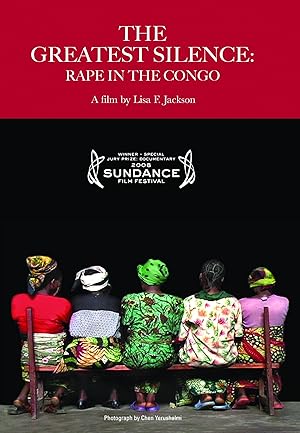 THE
GREATEST SILENCE:
RAPE IN THE CONGO
A film by Lisa F. Jackson
WINNER - SPECIAL
JURY PRIZE: DOCUMENTARY
2008
SUNDANCE
FILM FESTIVAL
Photograph by Chen Yerushelmi